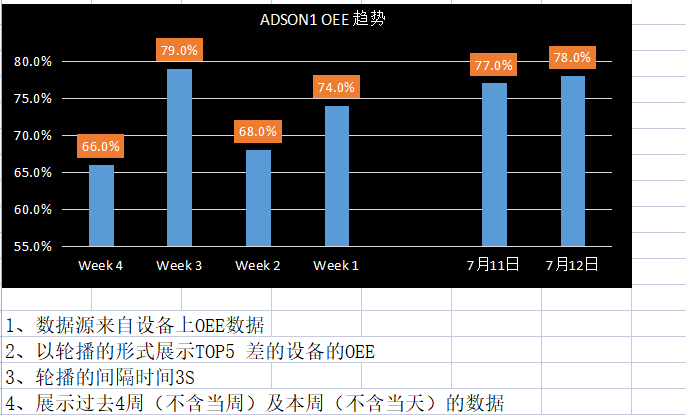 ADSON1 OEE 趋势
80.0%
75.0%
70.0%
65.0%
60.0%
55.0%
66.0%
79.0%
68.0%
74.0%
77.0%
78.0%
Week 4
Week 3
Week 2
Week 1
7月11日
7月12日
1、数据源来自设备上OEE数据
2、以轮播的形式展示TOP5 差的设备的OEE
3、轮播的间隔时间3S
4、展示过去4周（不含当周）及本周（不含当天）的数据